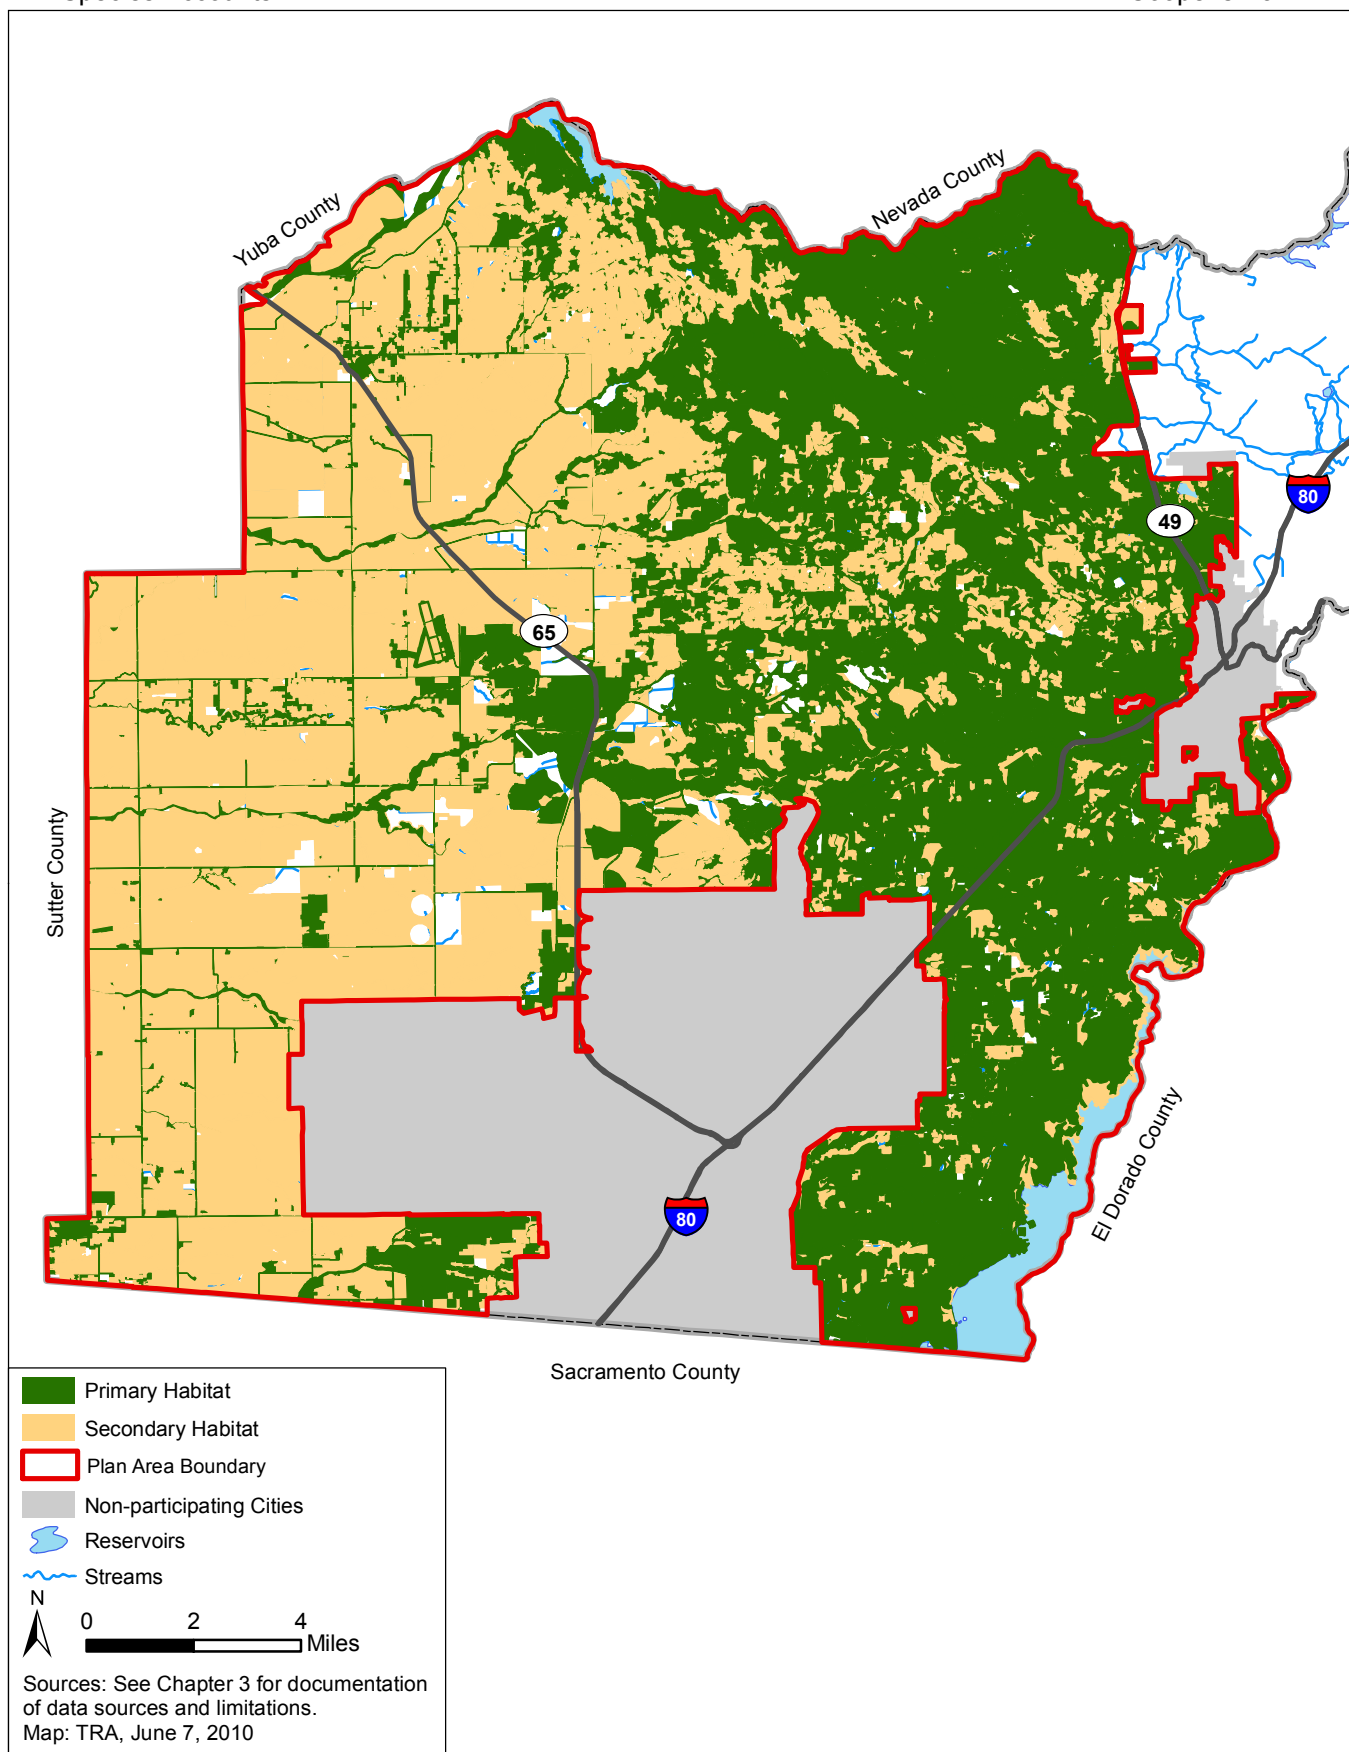 Yuba County
Nevada County
80
49
65
Sutter County
El Dorado County
80
Sacramento County
Primary Habitat
Secondary Habitat
Plan Area Boundary
Non-participating Cities
Reservoirs
Streams
N
0 2 4
Miles
Sources: See Chapter 3 for documentation
of data sources and limitations.
Map: TRA, June 7, 2010